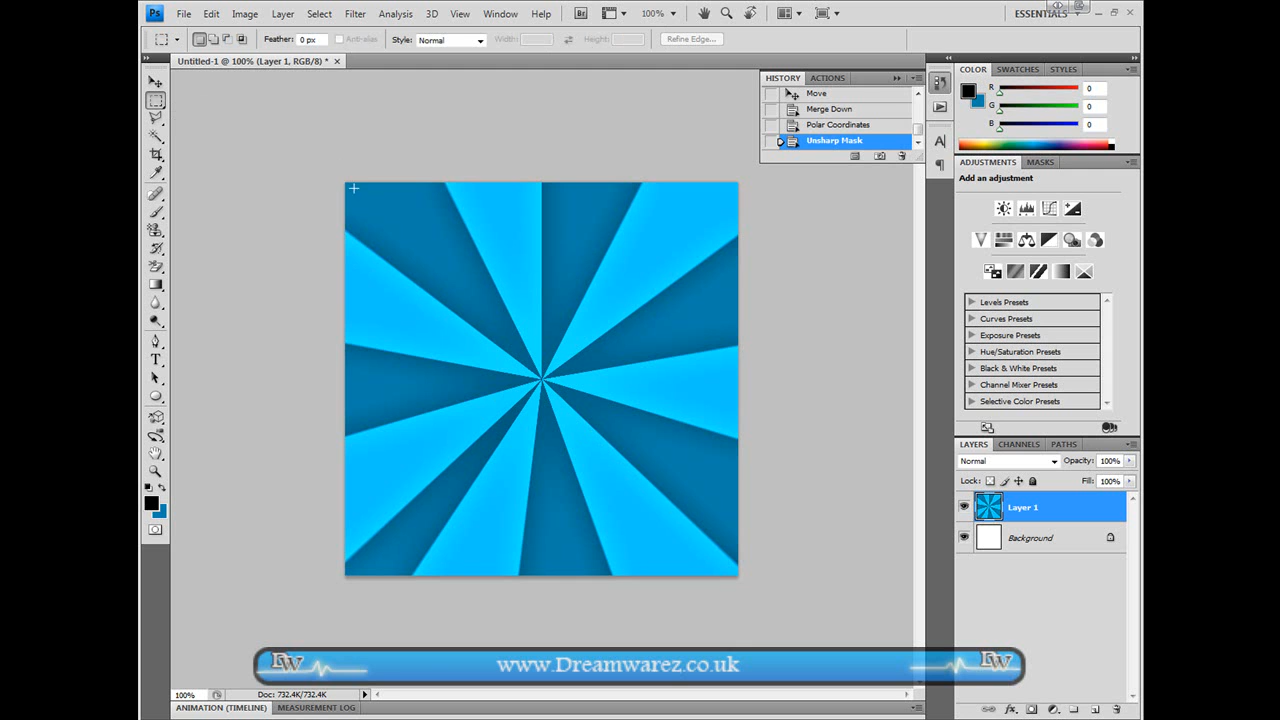 Ps File Edit Image Layer Select Filter Analysis 3D View Window Help Br 100% ESSENTIALS
Feather: 0 px Anti-alias Style: Normal Width: Height: Refine Edge...
Untitled-1 @ 100% (Layer 1, RGB/8) *
HISTORY ACTIONS
Move
Merge Down
Polar Coordinates
Unsharp Mask
COLOR SWATCHES STYLES
R 0
G 0
B 0
ADJUSTMENTS MASKS
Add an adjustment
Levels Presets
Curves Presets
Exposure Presets
Hue/Saturation Presets
Black & White Presets
Channel Mixer Presets
Selective Color Presets
LAYERS CHANNELS PATHS
Normal Opacity: 100%
Lock: Fill: 100%
Layer 1
Background
DW www.Dreamwarez.co.uk DW
100% Doc: 732.4K/732.4K
ANIMATION (TIMELINE) MEASUREMENT LOG